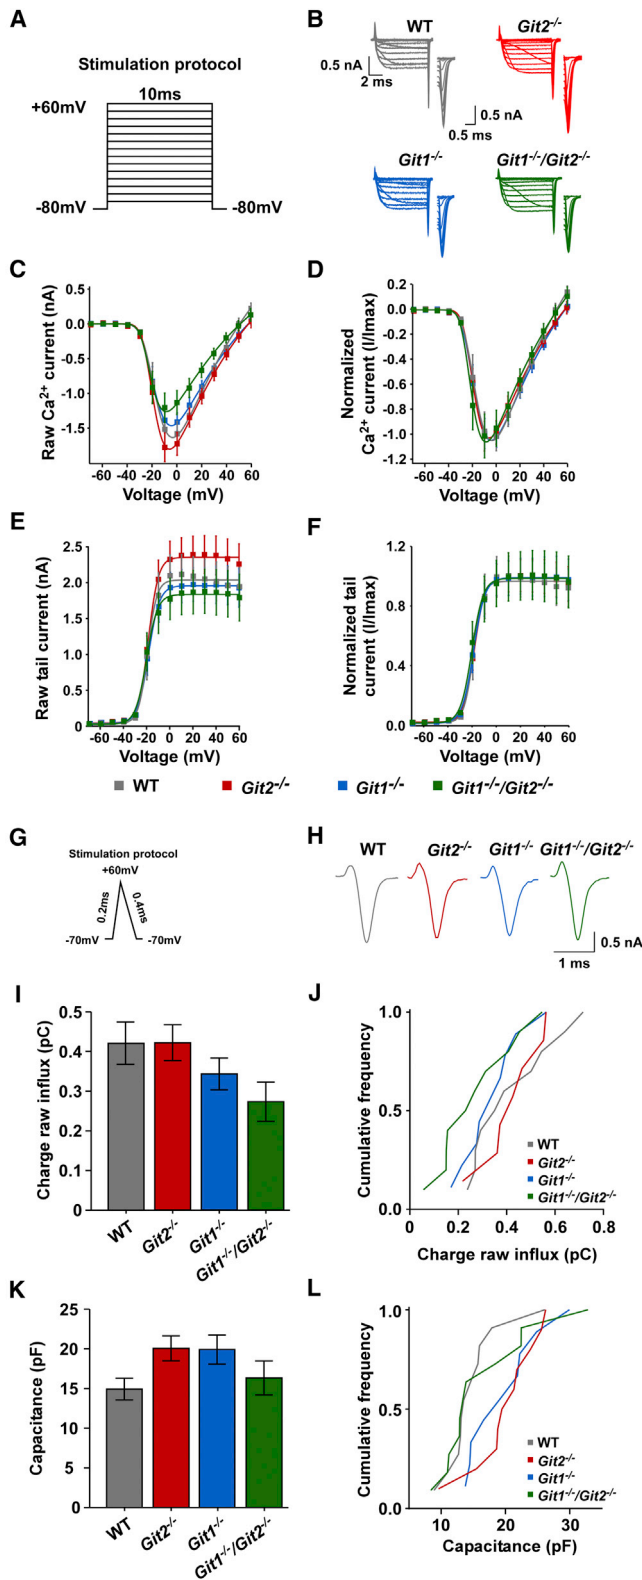 A
Stimulation protocol
10ms
+60mV
-80mV
-80mV
B
WT
Git2-/-
0.5 nA
2 ms
0.5 nA
0.5 ms
Git1-/-
Git1-/-/Git2-/-
C
Raw Ca2+ current (nA)
0.5
0.0
-0.5
-1.0
-1.5
-60 -40 -20 0 20 40 60
Voltage (mV)
D
Normalized
Ca2+ current (I/Imax)
0.2
0.0
-0.2
-0.4
-0.6
-0.8
-1.0
-1.2
-60 -40 -20 0 20 40 60
Voltage (mV)
E
Raw tail current (nA)
2.5
2.0
1.5
1.0
0.5
0
-60 -40 -20 0 20 40 60
Voltage (mV)
F
Normalized tail
current (I/Imax)
1.2
0.8
0.4
0.0
-60 -40 -20 0 20 40 60
Voltage (mV)
WT
Git2-/-
Git1-/-
Git1-/-/Git2-/-
G
Stimulation protocol
+60mV
0.2ms
0.4ms
-70mV
-70mV
H
WT
Git2-/-
Git1-/-
Git1-/-/Git2-/-
0.5 nA
1 ms
I
Charge raw influx (pC)
0.5
0.4
0.3
0.2
0.1
0
WT
Git2-/-
Git1-/-
Git1-/-/Git2-/-
J
Cumulative frequency
1.0
0.5
0.0
0 0.2 0.4 0.6 0.8
Charge raw influx (pC)
WT
Git2-/-
Git1-/-
Git1-/-/Git2-/-
K
Capacitance (pF)
25
20
15
10
5
0
WT
Git2-/-
Git1-/-
Git1-/-/Git2-/-
L
Cumulative frequency
1.0
0.5
0.0
10 20 30
Capacitance (pF)
WT
Git2-/-
Git1-/-
Git1-/-/Git2-/-